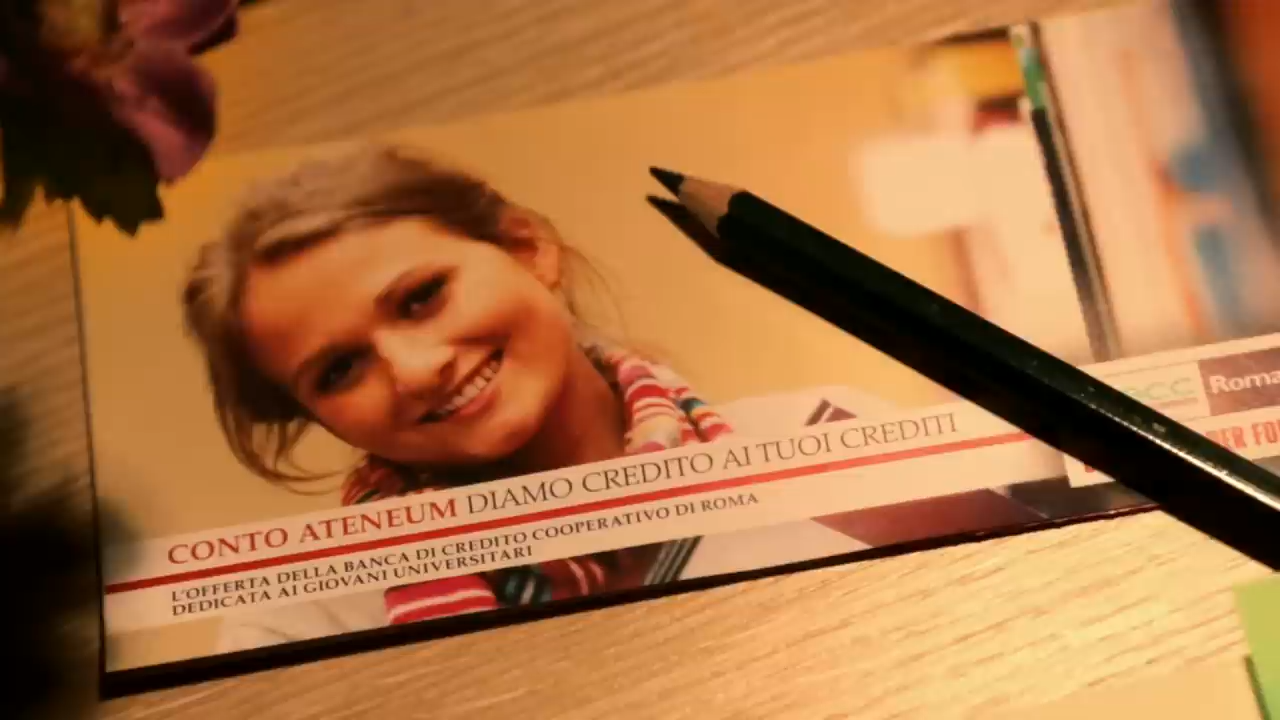 CONTO ATENEUM DIAMO CREDITO AI TUOI CREDITI
L'OFFERTA DELLA BANCA DI CREDITO COOPERATIVO DI ROMA
DEDICATA AI GIOVANI UNIVERSITARI
Roma